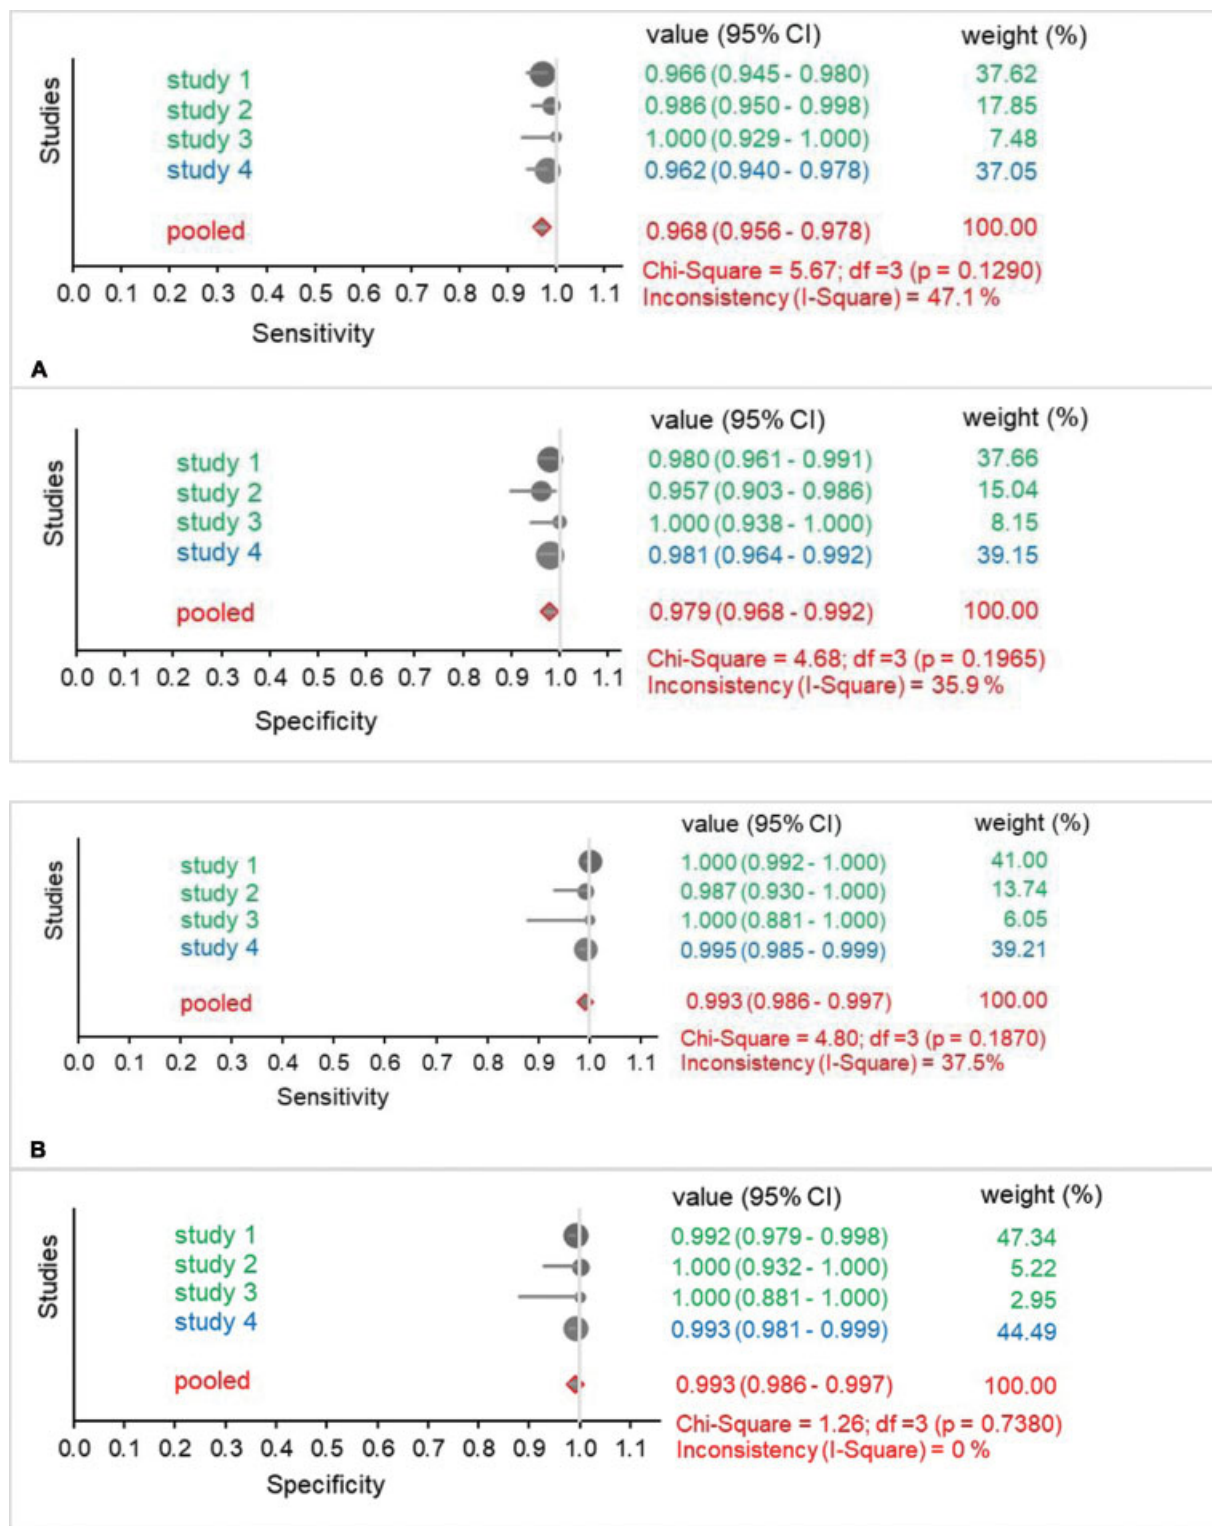 value (95% CI) weight (%)
Studies
study 1 0.966 (0.945 - 0.980) 37.62
study 2 0.986 (0.950 - 0.998) 17.85
study 3 1.000 (0.929 - 1.000) 7.48
study 4 0.962 (0.940 - 0.978) 37.05
pooled 0.968 (0.956 - 0.978) 100.00
Chi-Square = 5.67; df =3 (p = 0.1290)
Inconsistency (I-Square) = 47.1 %
0.0 0.1 0.2 0.3 0.4 0.5 0.6 0.7 0.8 0.9 1.0 1.1
Sensitivity
A
value (95% CI) weight (%)
Studies
study 1 0.980 (0.961 - 0.991) 37.66
study 2 0.957 (0.903 - 0.986) 15.04
study 3 1.000 (0.938 - 1.000) 8.15
study 4 0.981 (0.964 - 0.992) 39.15
pooled 0.979 (0.968 - 0.992) 100.00
Chi-Square = 4.68; df =3 (p = 0.1965)
Inconsistency (I-Square) = 35.9 %
0.0 0.1 0.2 0.3 0.4 0.5 0.6 0.7 0.8 0.9 1.0 1.1
Specificity
value (95% CI) weight (%)
Studies
study 1 1.000 (0.992 - 1.000) 41.00
study 2 0.987 (0.930 - 1.000) 13.74
study 3 1.000 (0.881 - 1.000) 6.05
study 4 0.995 (0.985 - 0.999) 39.21
pooled 0.993 (0.986 - 0.997) 100.00
Chi-Square = 4.80; df =3 (p = 0.1870)
Inconsistency (I-Square) = 37.5%
0.0 0.1 0.2 0.3 0.4 0.5 0.6 0.7 0.8 0.9 1.0 1.1
Sensitivity
B
value (95% CI) weight (%)
Studies
study 1 0.992 (0.979 - 0.998) 47.34
study 2 1.000 (0.932 - 1.000) 5.22
study 3 1.000 (0.881 - 1.000) 2.95
study 4 0.993 (0.981 - 0.999) 44.49
pooled 0.993 (0.986 - 0.997) 100.00
Chi-Square = 1.26; df =3 (p = 0.7380)
Inconsistency (I-Square) = 0 %
0.0 0.1 0.2 0.3 0.4 0.5 0.6 0.7 0.8 0.9 1.0 1.1
Specificity